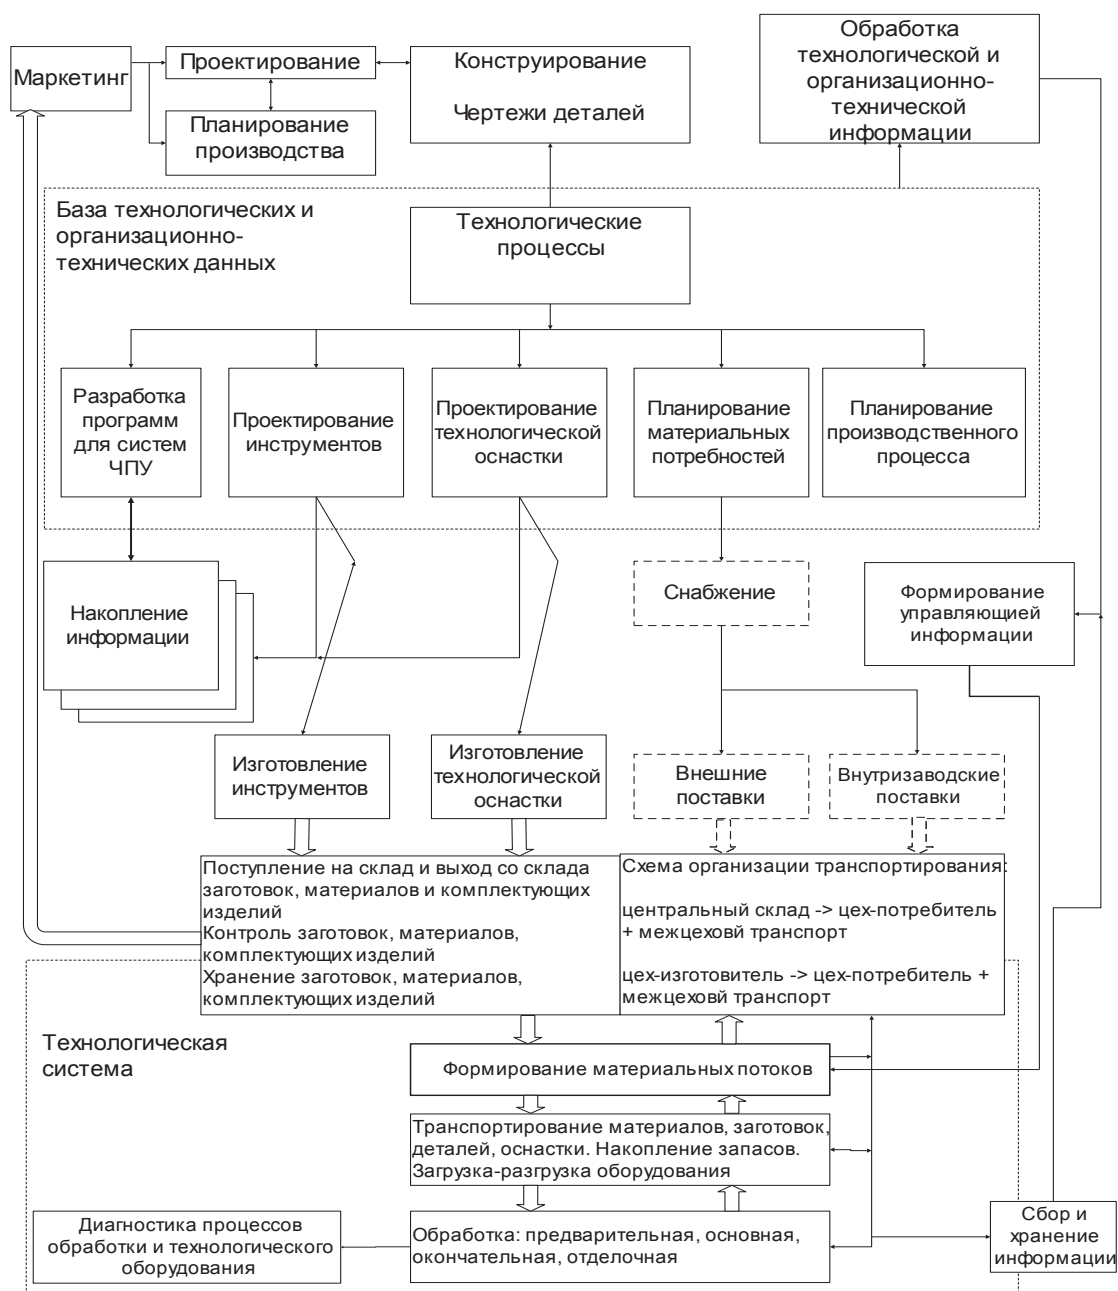 Маркетинг
Проектирование
Планирование
производства
Конструирование
Чертежи деталей
Обработка
технологической и
организационно-
технической
информации
База технологических и
организационно-
технических данных
Технологические
процессы
Разработка
программ
для систем
ЧПУ
Проектирование
инструментов
Проектирование
технологической
оснастки
Планирование
материальных
потребностей
Планирование
производственного
процесса
Накопление
информации
Снабжение
Формирование
управляющией
информации
Изготовление
инструментов
Изготовление
технологической
оснастки
Внешние
поставки
Внутризаводские
поставки
Поступление на склад и выход со склада
заготовок, материалов и комплектующих
изделий
Контроль заготовок, материалов,
комплектующих изделий
Хранение заготовок, материалов,
комплектующих изделий
Схема организации транспортирования:
центральный склад -> цех-потребитель
+ межцеховй транспорт
цех-изготовитель -> цех-потребитель +
межцеховй транспорт
Технологическая
система
Формирование материальных потоков
Транспортирование материалов, заготовок,
деталей, оснастки. Накопление запасов.
Загрузка-разгрузка оборудования
Диагностика процессов
обработки и технологического
оборудования
Обработка: предварительная, основная,
окончательная, отделочная
Сбор и
хранение
информации